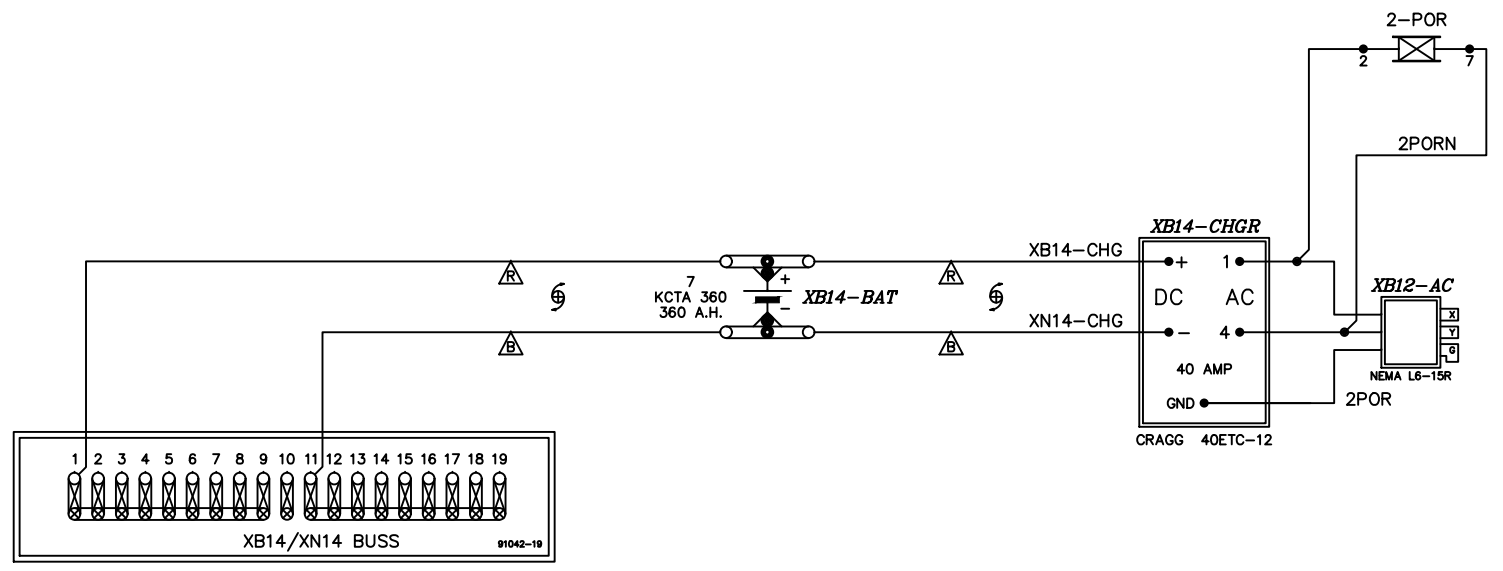 2-POR
2 7
2PORN
XB14-CHGR
XB14-CHG
+ 1
R R
7
KCTA 360
360 A.H.
+
-
XB14-BAT
DC AC
XB12-AC
X
Y
G
XN14-CHG
- 4
B B
40 AMP
NEMA L6-15R
GND
2POR
CRAGG 40ETC-12
1 2 3 4 5 6 7 8 9 10 11 12 13 14 15 16 17 18 19
XB14/XN14 BUSS
91042-19